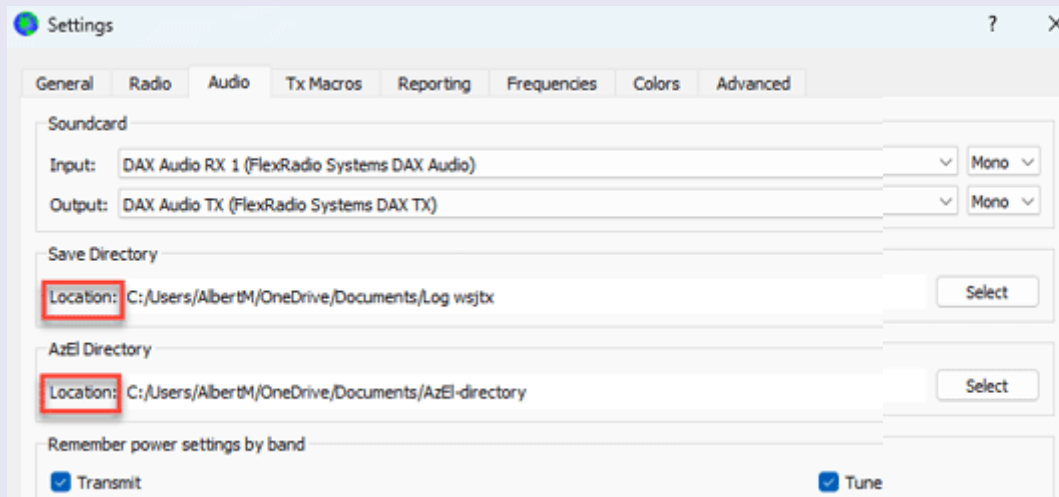 Settings ? X
General Radio Audio Tx Macros Reporting Frequencies Colors Advanced
Soundcard
Input: DAX Audio RX 1 (FlexRadio Systems DAX Audio) Mono
Output: DAX Audio TX (FlexRadio Systems DAX TX) Mono
Save Directory
Location: C:/Users/AlbertM/OneDrive/Documents/Log wsjtx Select
AzEl Directory
Location: C:/Users/AlbertM/OneDrive/Documents/AzEl-directory Select
Remember power settings by band
Transmit Tune